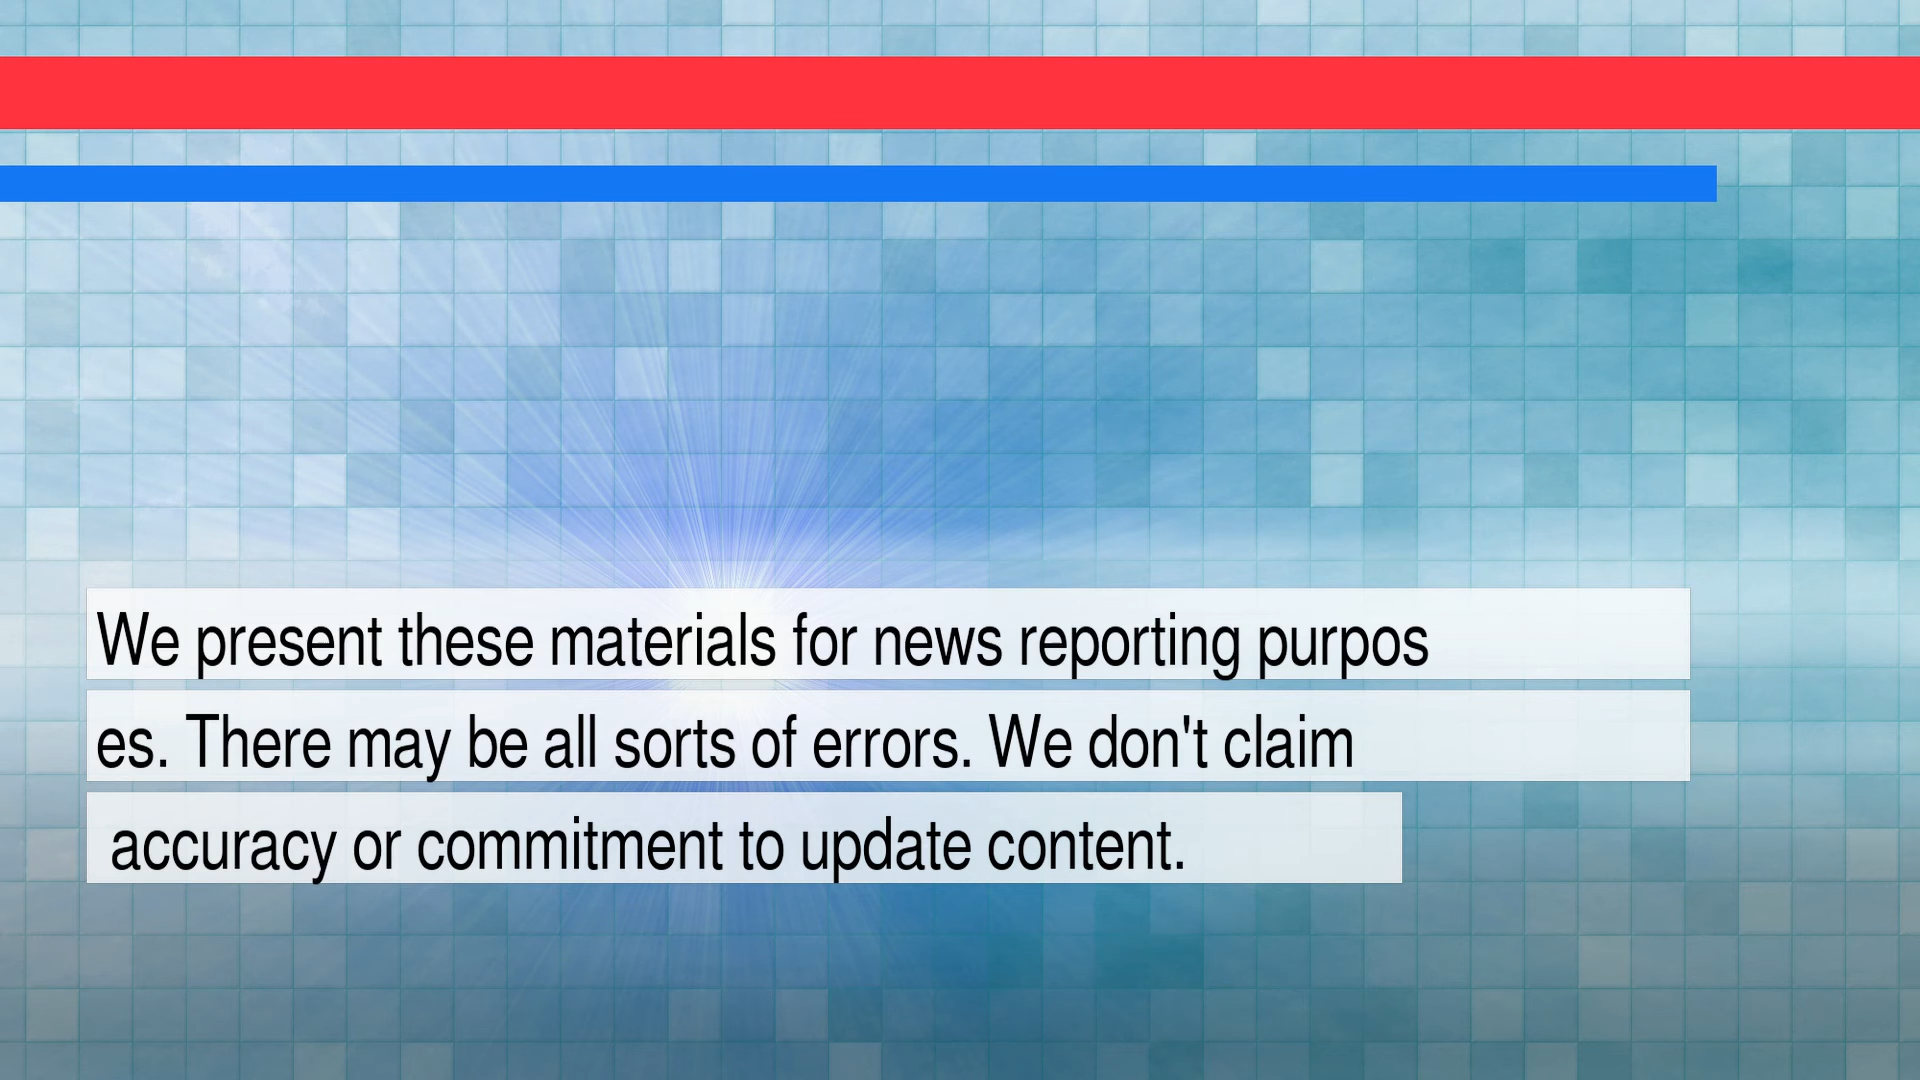 We present these materials for news reporting purpos
es. There may be all sorts of errors. We don't claim
accuracy or commitment to update content.